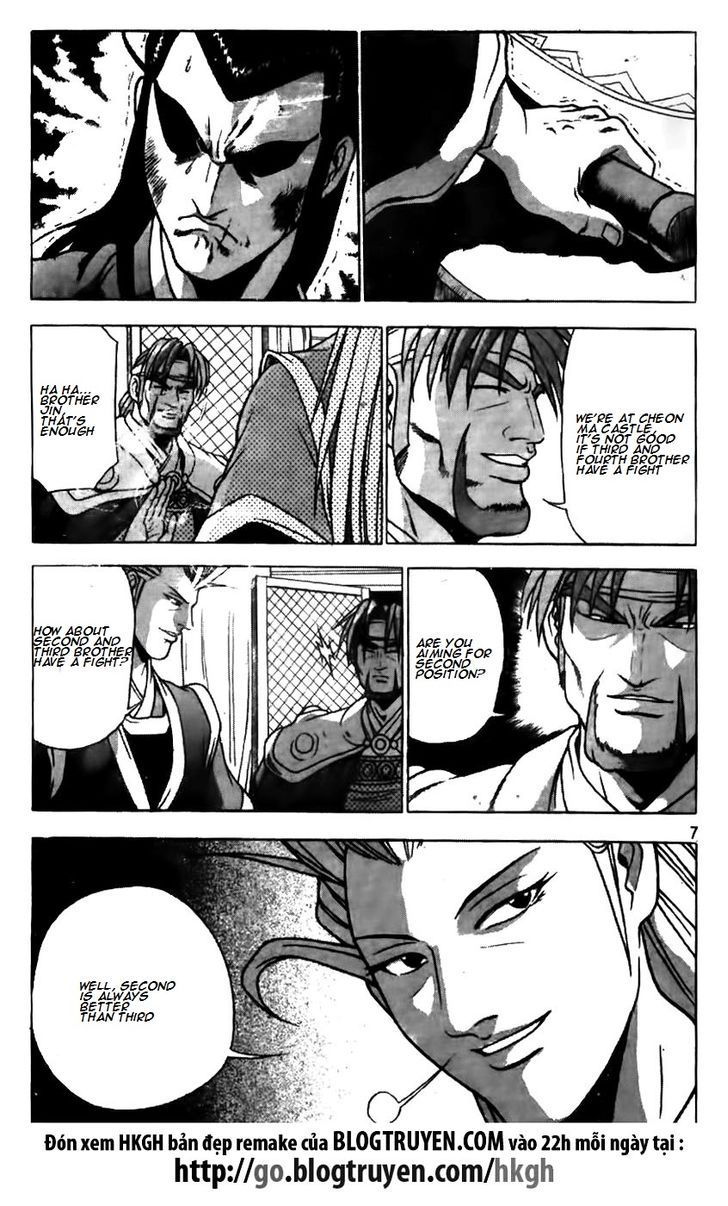 HA HA...
BROTHER
JIN,
THAT'S
ENOUGH
WE'RE AT CHEON
MA CASTLE,
IT'S NOT GOOD
IF THIRD AND
FOURTH BROTHER
HAVE A FIGHT
HOW ABOUT
SECOND AND
THIRD BROTHER
HAVE A FIGHT?
ARE YOU
AIMING FOR
SECOND
POSITION?
7
WELL, SECOND
IS ALWAYS
BETTER
THAN THIRD
Đón xem HKGH bản đẹp remake của BLOGTRUYEN.COM vào 22h mỗi ngày tại :
http://go.blogtruyen.com/hkgh